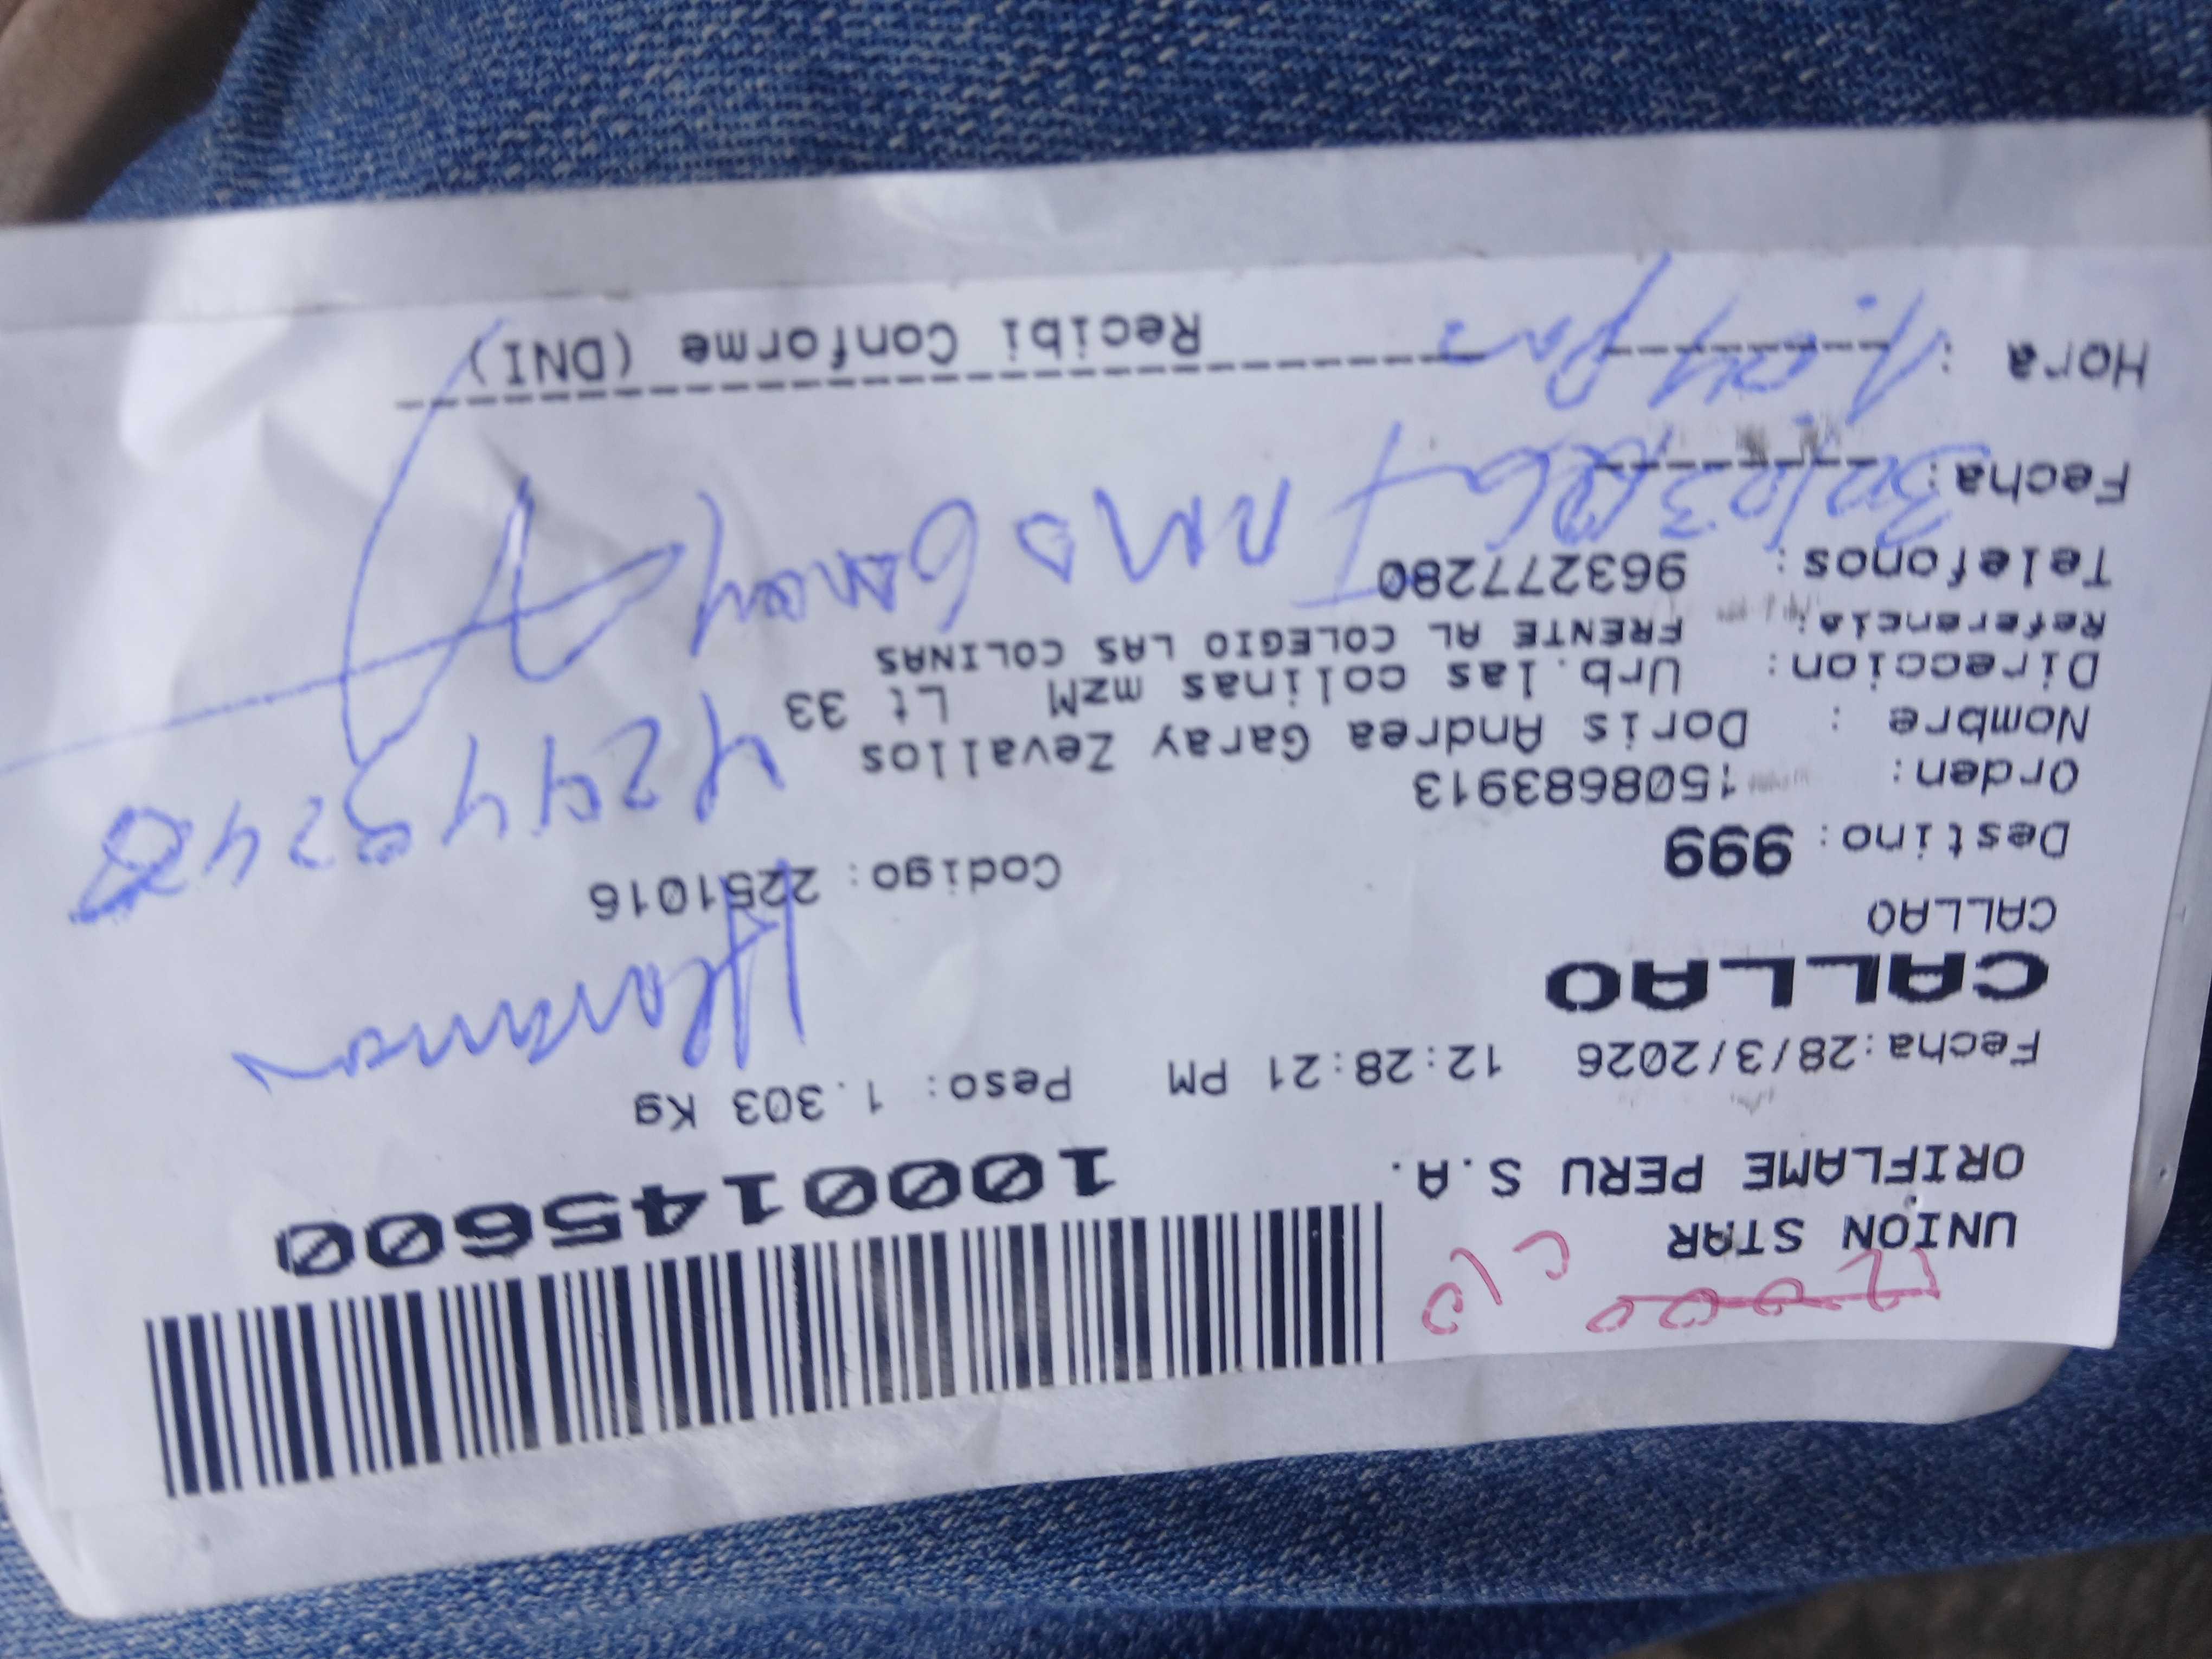 UNION STAR
ORIFLAME PERU S.A.
1000145600
Fecha:28/3/2026 12:28:21 PM Peso: 1.303 Kg
CALLAO
CALLAO
Destino: 999 Codigo: 2251016
Orden: 1508683913
Nombre : Doris Andrea Garay Zevallos
Direccion: Urb.las colinas mzM Lt 33
Referencia: FRENTE AL COLEGIO LAS COLINAS
Telefonos: 963277280
Fecha:
Hora :
Recibi Conforme (DNI)